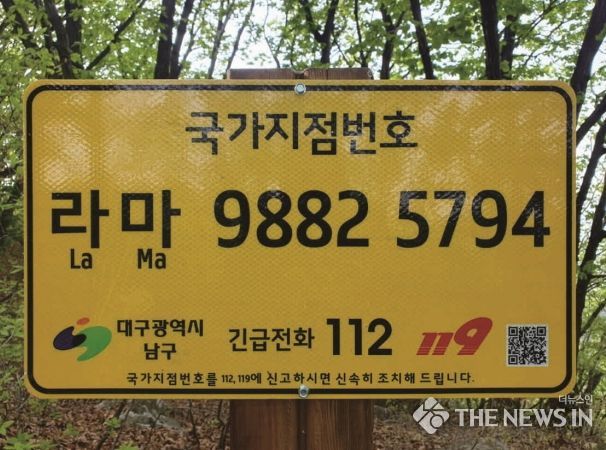 국가지점번호
라 마 9882 5794
La Ma
대구광역시
남구
긴급전화 112 119
국가지점번호를 112, 119에 신고하시면 신속히 조치해 드립니다.
더뉴스인
THE NEWS IN